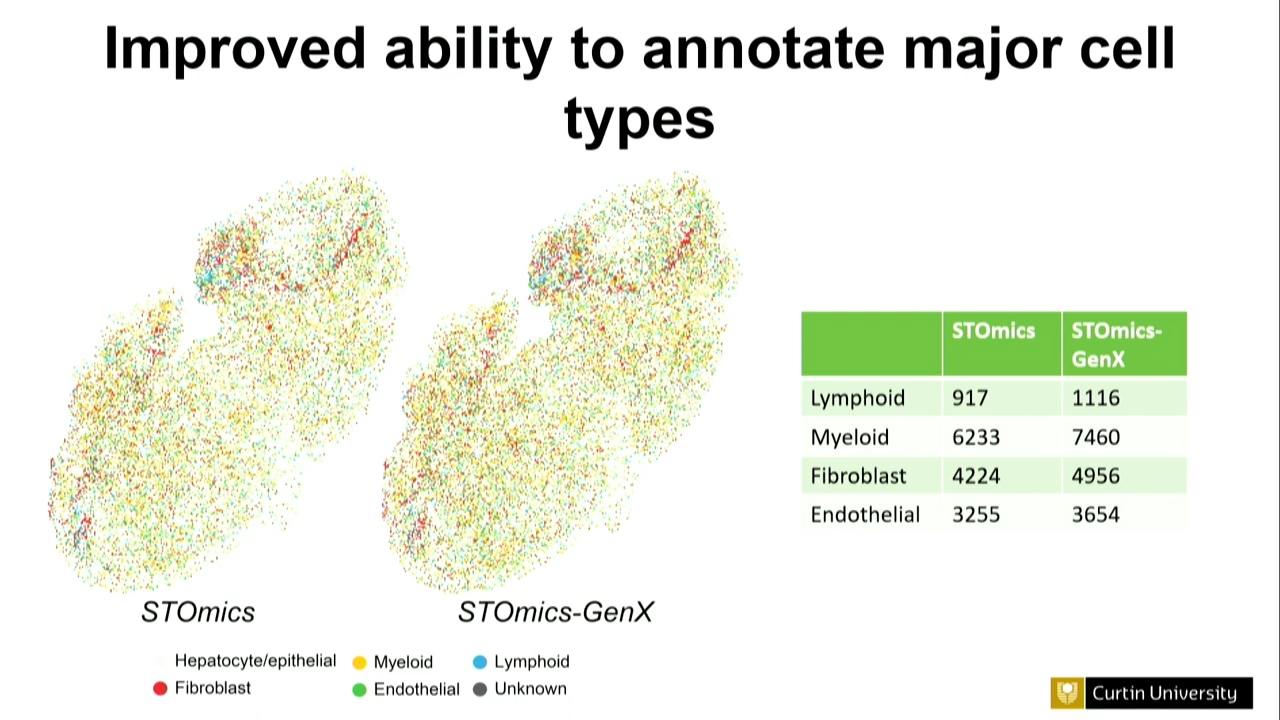 Improved ability to annotate major cell
types
STOmics STOmics-
GenX
Lymphoid 917 1116
Myeloid 6233 7460
Fibroblast 4224 4956
Endothelial 3255 3654
STOmics STOmics-GenX
Hepatocyte/epithelial Myeloid Lymphoid
Fibroblast Endothelial Unknown
Curtin University